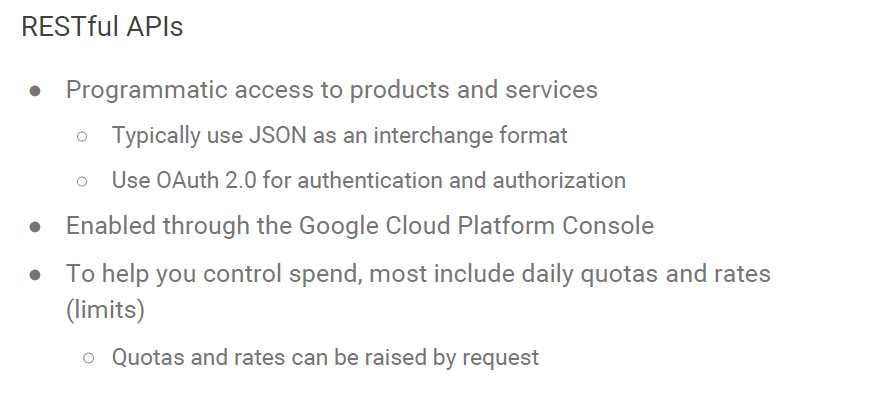 RESTful APIs
● Programmatic access to products and services
○ Typically use JSON as an interchange format
○ Use OAuth 2.0 for authentication and authorization
● Enabled through the Google Cloud Platform Console
● To help you control spend, most include daily quotas and rates
(limits)
○ Quotas and rates can be raised by request